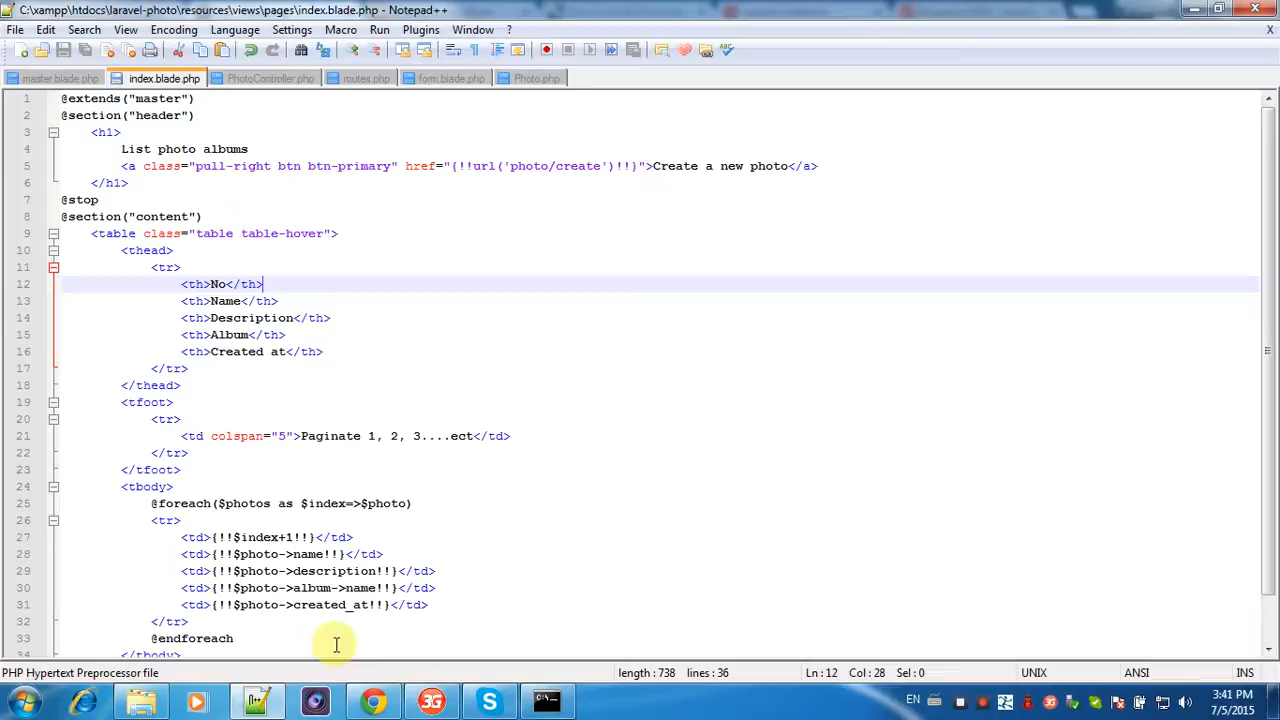 C:\xampp\htdocs\laravel-photo\resources\views\pages\index.blade.php - Notepad++
File Edit Search View Encoding Language Settings Macro Run Plugins Window ? X
master.blade.php index.blade.php PhotoController.php routes.php form.blade.php Photo.php
1 @extends("master")
2 @section("header")
3 <h1>
4 List photo albums
5 <a class="pull-right btn btn-primary" href="{!!url('photo/create')!!}">Create a new photo</a>
6 </h1>
7 @stop
8 @section("content")
9 <table class="table table-hover">
10 <thead>
11 <tr>
12 <th>No</th>
13 <th>Name</th>
14 <th>Description</th>
15 <th>Album</th>
16 <th>Created at</th>
17 </tr>
18 </thead>
19 <tfoot>
20 <tr>
21 <td colspan="5">Paginate 1, 2, 3....ect</td>
22 </tr>
23 </tfoot>
24 <tbody>
25 @foreach($photos as $index=>$photo)
26 <tr>
27 <td>{!!$index+1!!}</td>
28 <td>{!!$photo->name!!}</td>
29 <td>{!!$photo->description!!}</td>
30 <td>{!!$photo->album->name!!}</td>
31 <td>{!!$photo->created_at!!}</td>
32 </tr>
33 @endforeach
34 </tbody>
PHP Hypertext Preprocessor file length : 738 lines : 36 Ln : 12 Col : 28 Sel : 0 UNIX ANSI INS
EN 3:41 PM
7/5/2015